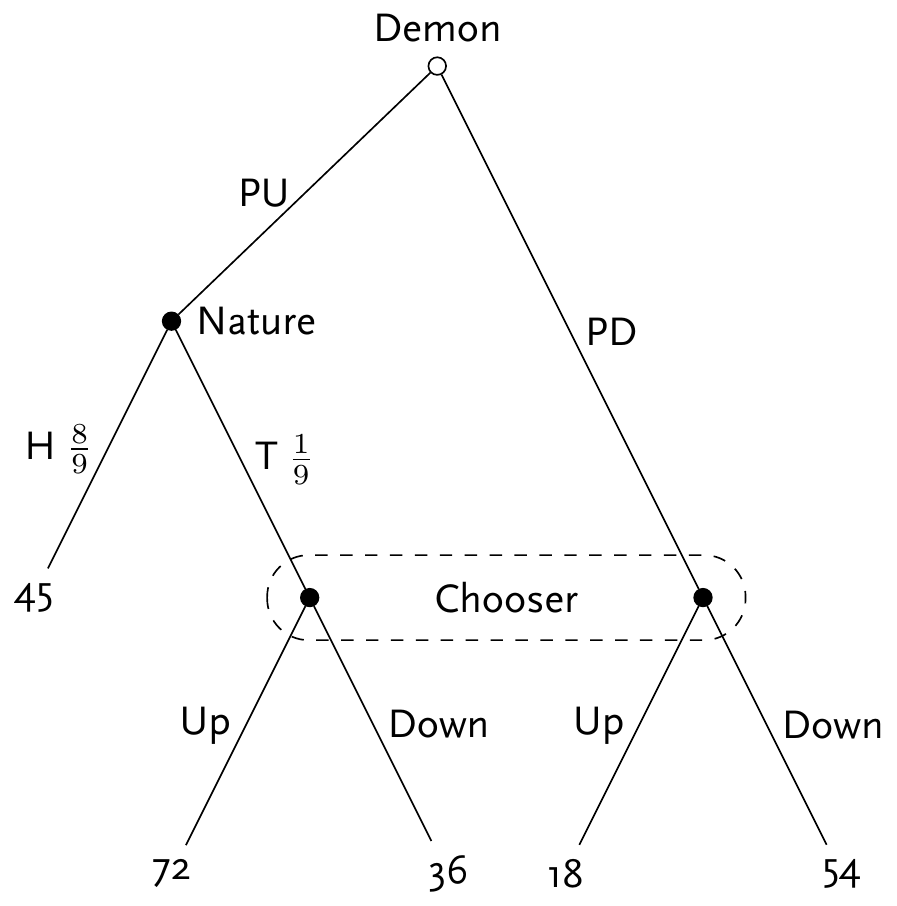 Demon
PU
Nature
PD
H 8/9
T 1/9
45
Chooser
Up
Down
Up
Down
72
36
18
54